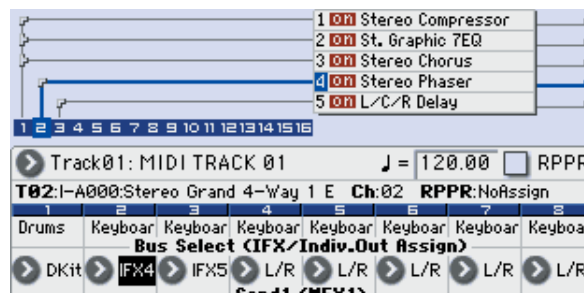 1 on Stereo Compressor
2 on St. Graphic 7EQ
3 on Stereo Chorus
4 on Stereo Phaser
5 on L/C/R Delay
1 2 3 4 5 6 7 8 9 10 11 12 13 14 15 16
Track01: MIDI TRACK 01 ♩= 120.00 RPPR
T02:I-A000:Stereo Grand 4-Way 1 E Ch:02 RPPR:NoAssign
1 2 3 4 5 6 7 8
Drums Keyboar Keyboar Keyboar Keyboar Keyboar Keyboar Keyboa
Bus Select (IFX/Indiv.Out Assign)
DKit IFX4 IFX5 L/R L/R L/R L/R L/R
Send1 (MFX1)